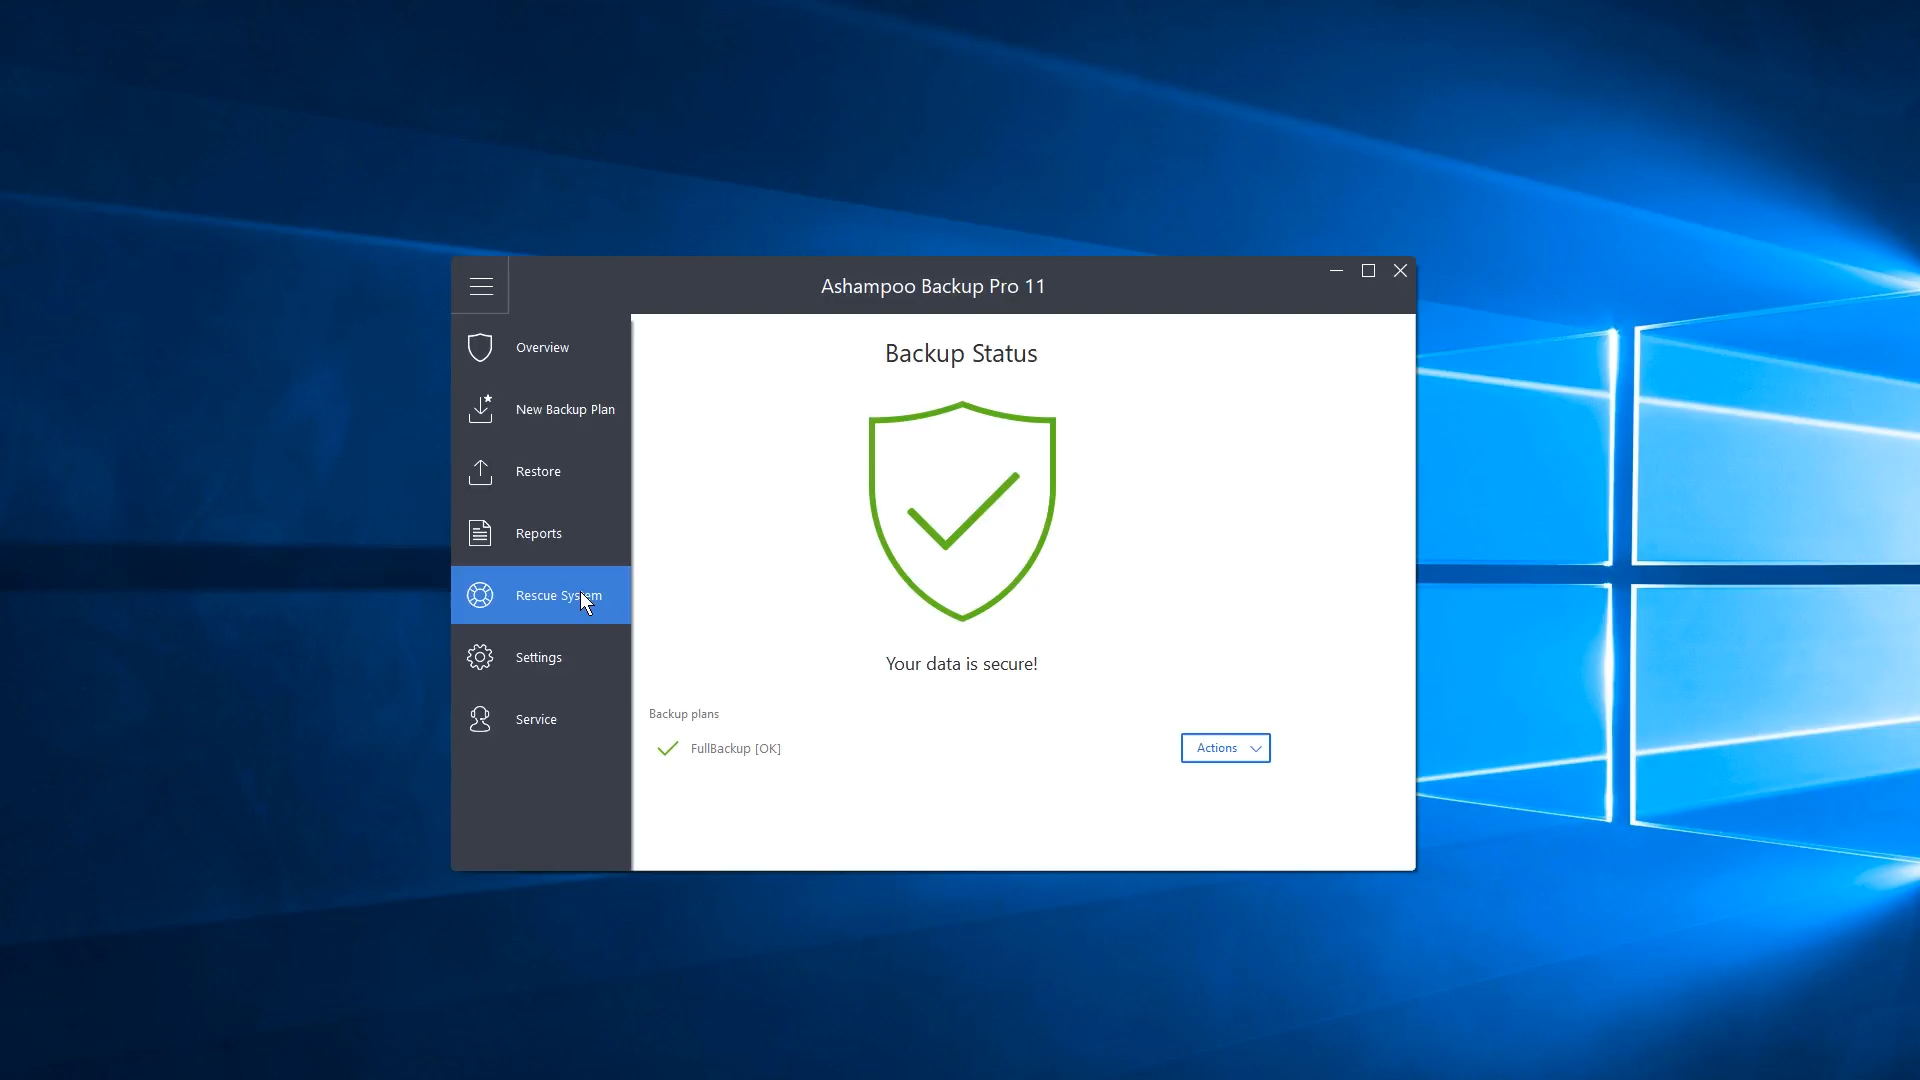 Ashampoo Backup Pro 11
Overview
New Backup Plan
Restore
Reports
Rescue System
Settings
Service
Backup Status
Your data is secure!
Backup plans
FullBackup [OK]
Actions